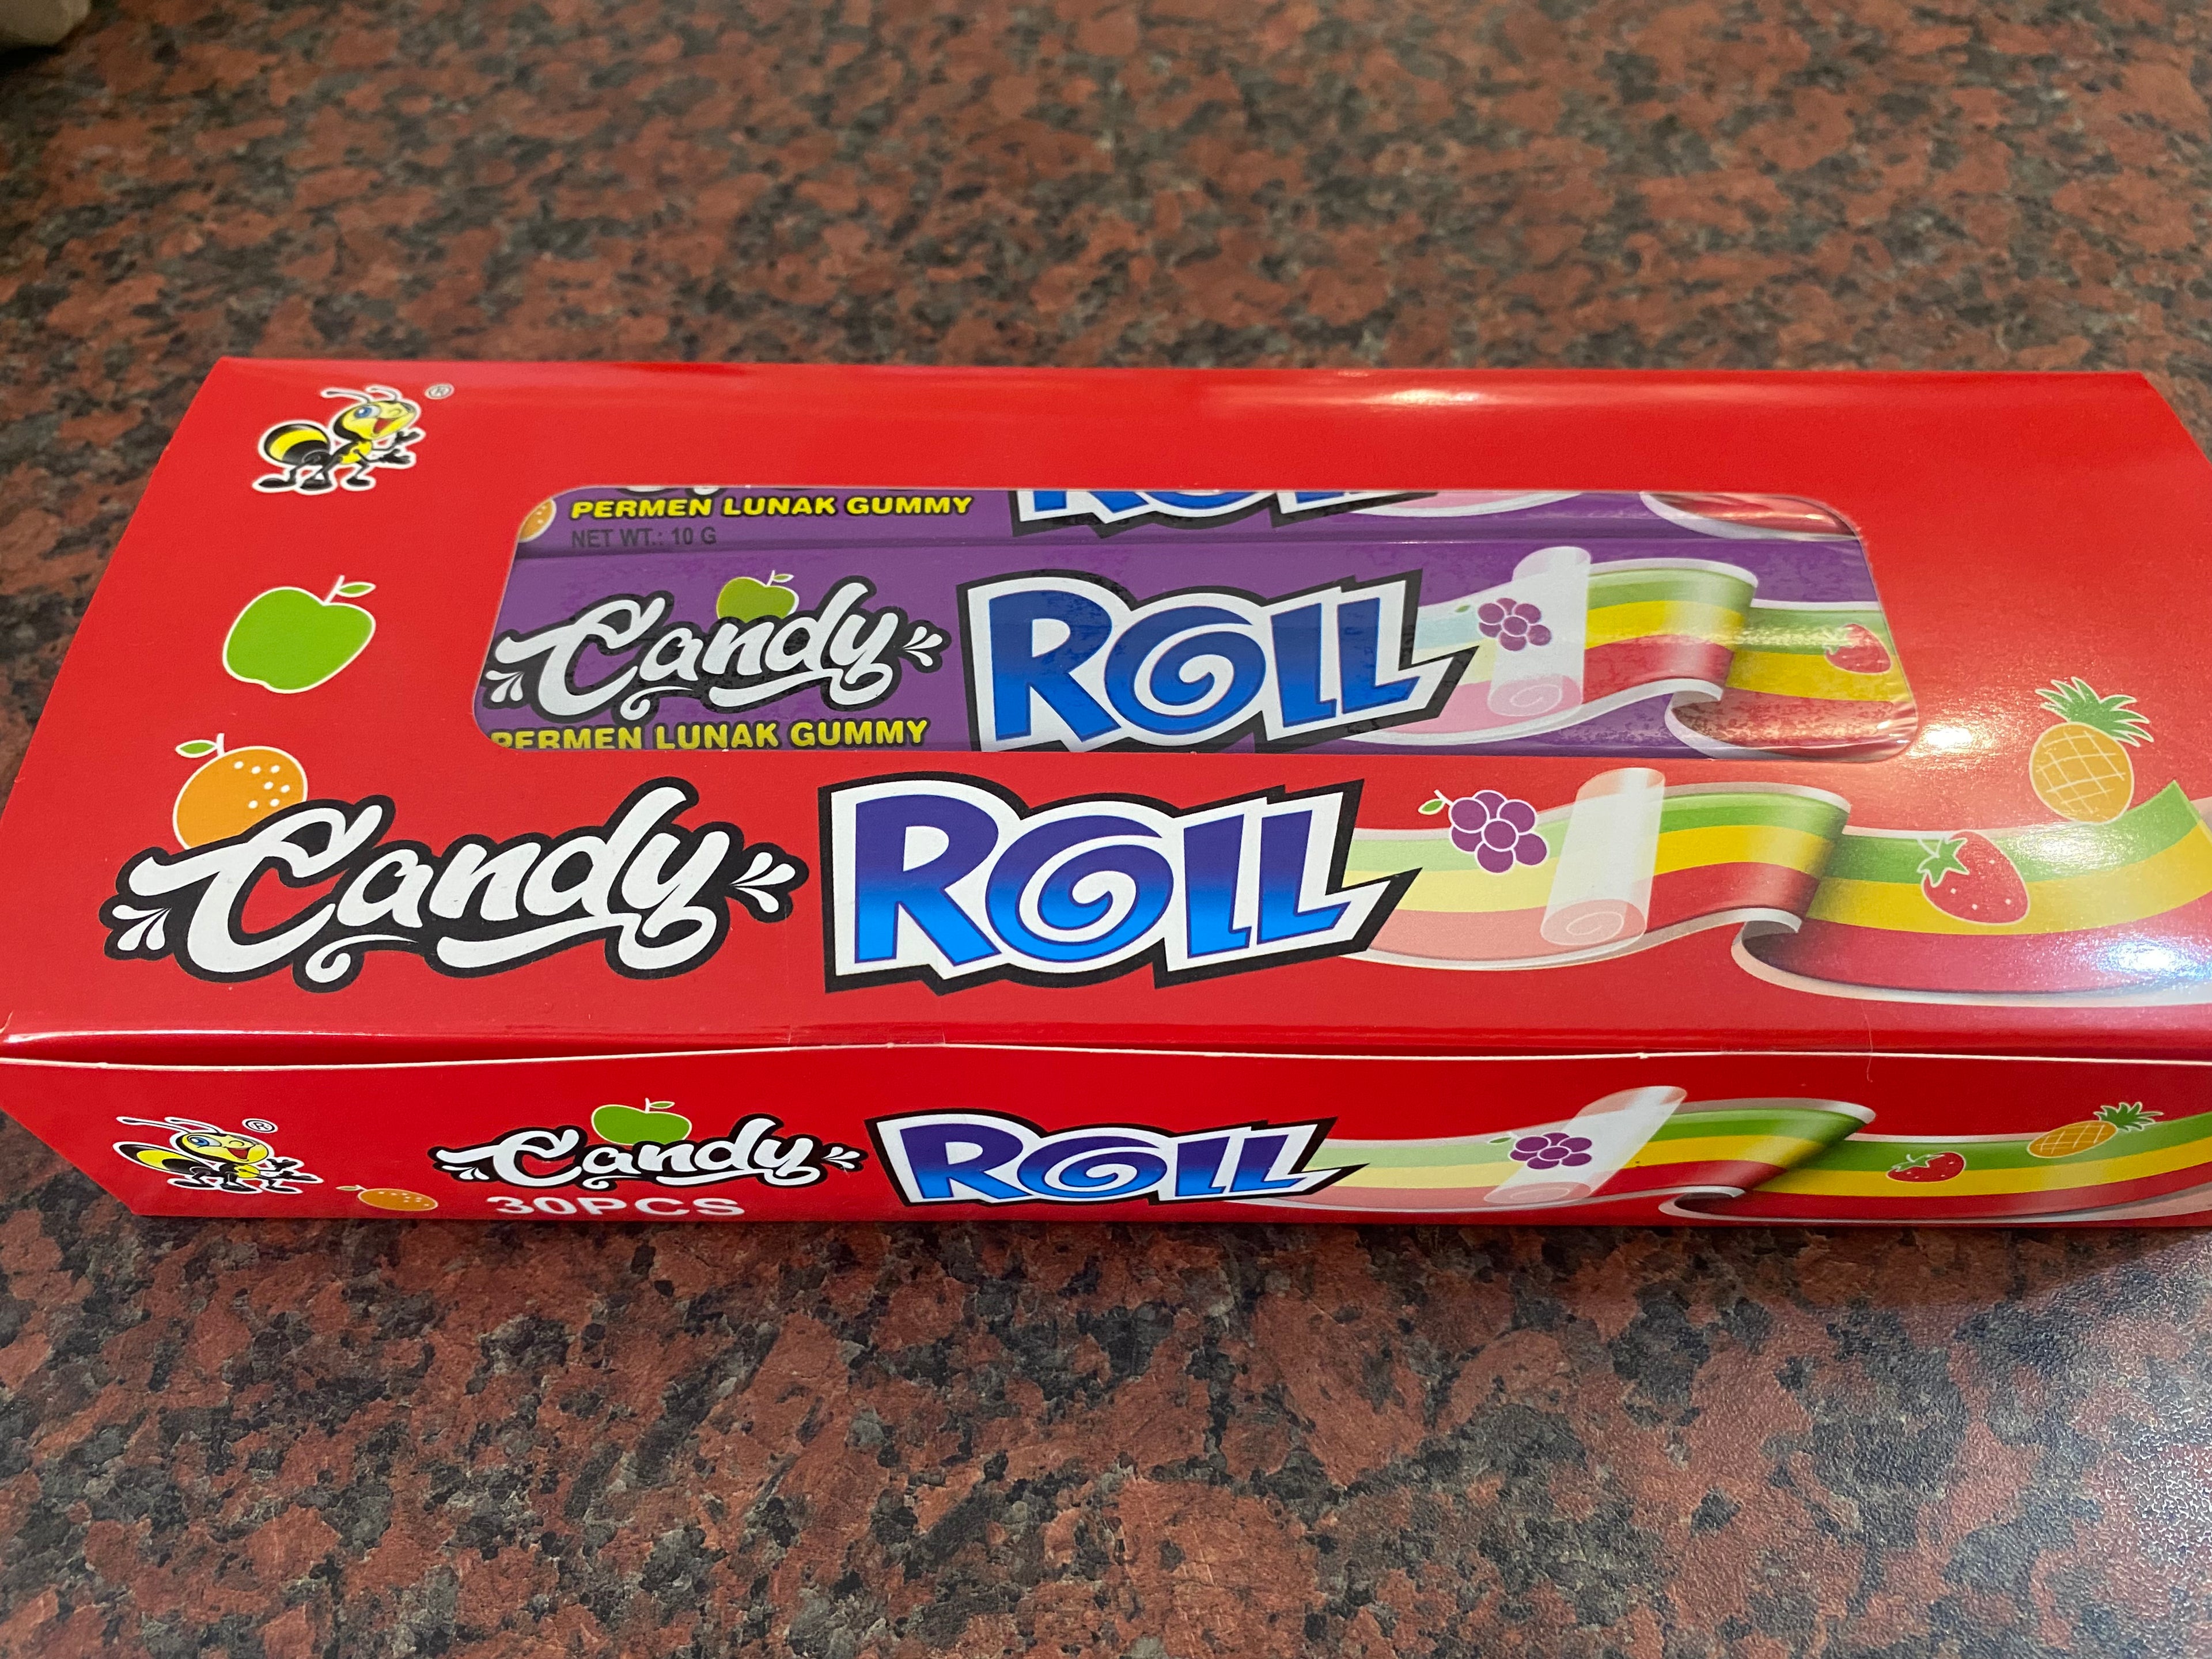 ®
PERMEN LUNAK GUMMY
NET WT.: 10 G
Candy ROLL
PERMEN LUNAK GUMMY
Candy ROLL
®
Candy ROLL
30PCS